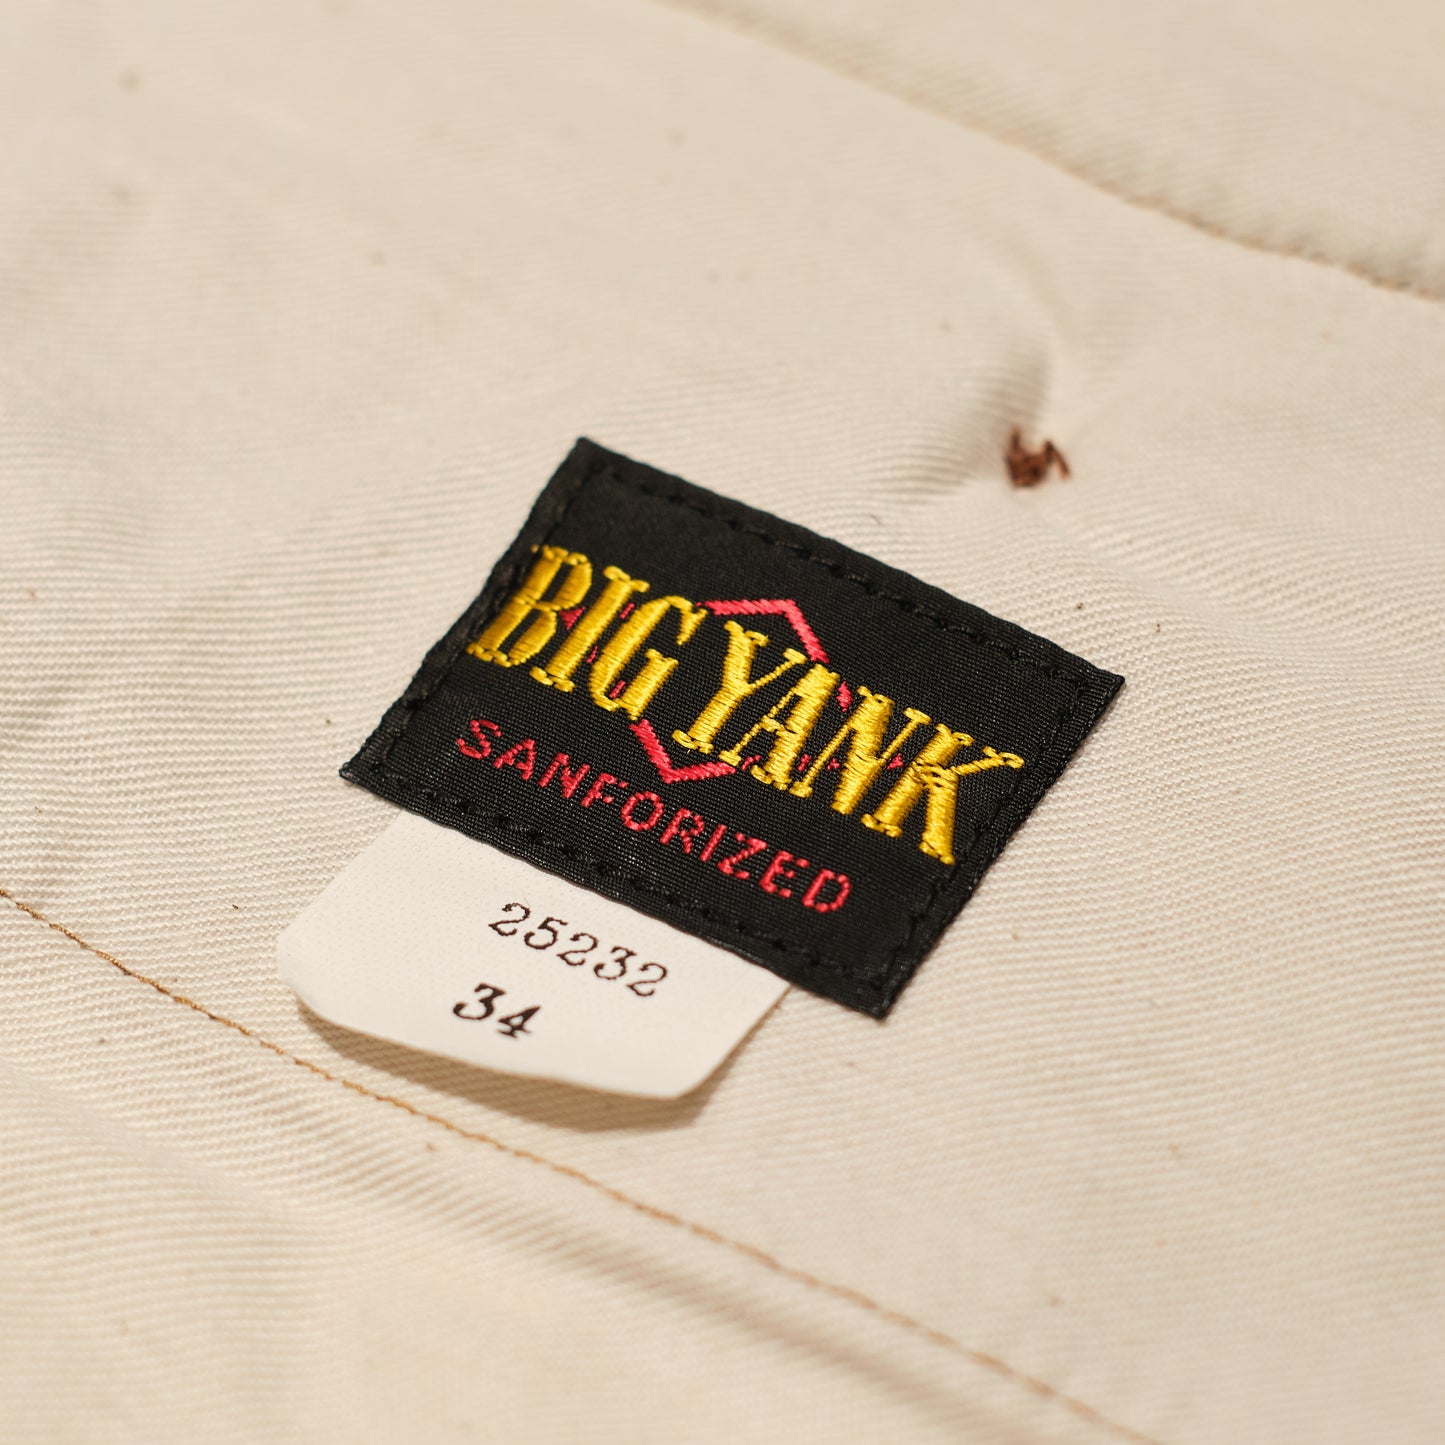 BIG YANK
SANFORIZED
25232
34